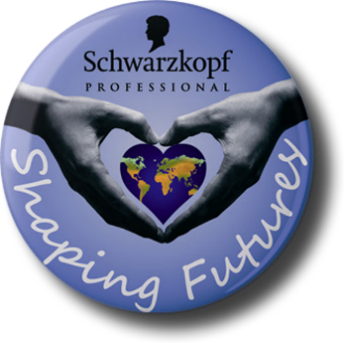 Schwarzkopf
PROFESSIONAL
Shaping Futures